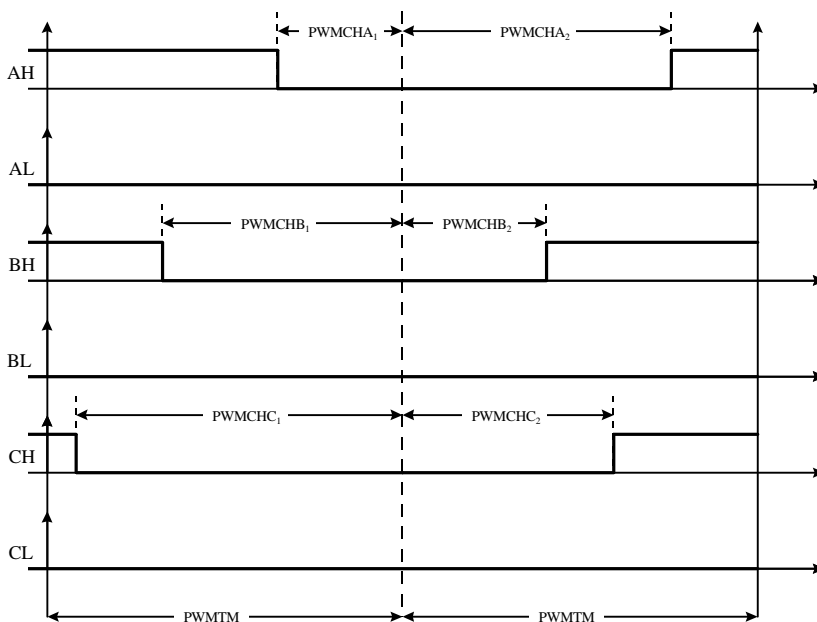 PWMCHA₁ PWMCHA₂
AH
AL
PWMCHB₁ PWMCHB₂
BH
BL
PWMCHC₁ PWMCHC₂
CH
CL
PWMTM PWMTM